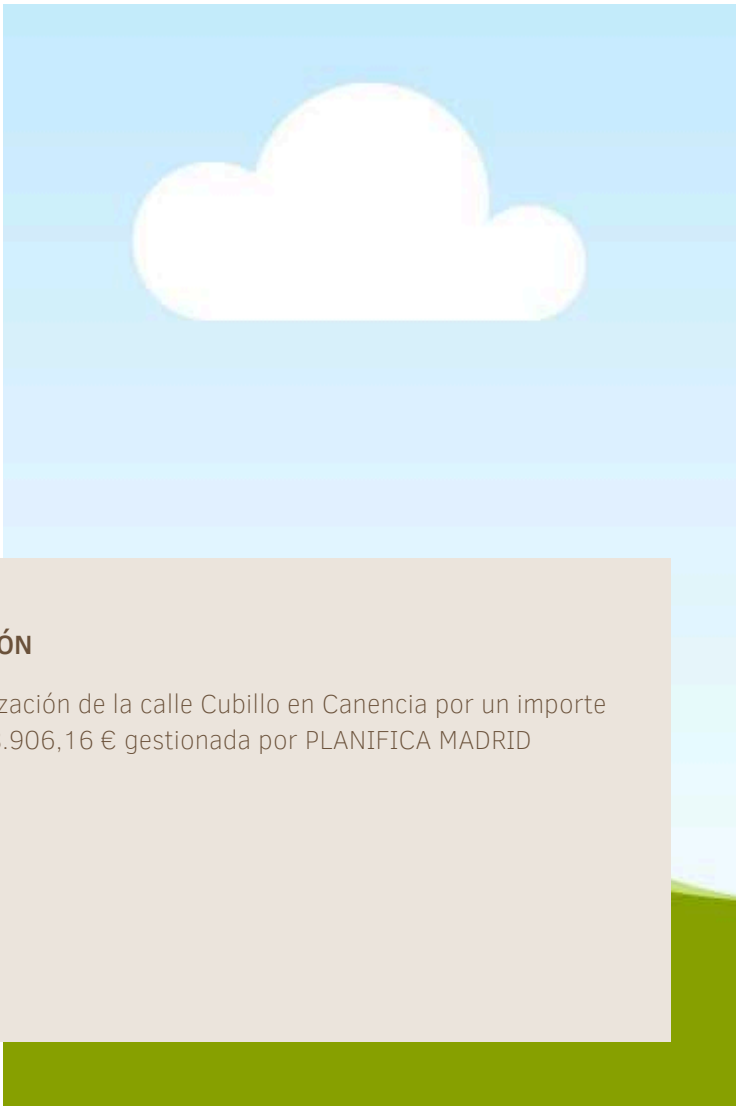 ÓN
zación de la calle Cubillo en Canencia por un importe
.906,16 € gestionada por PLANIFICA MADRID